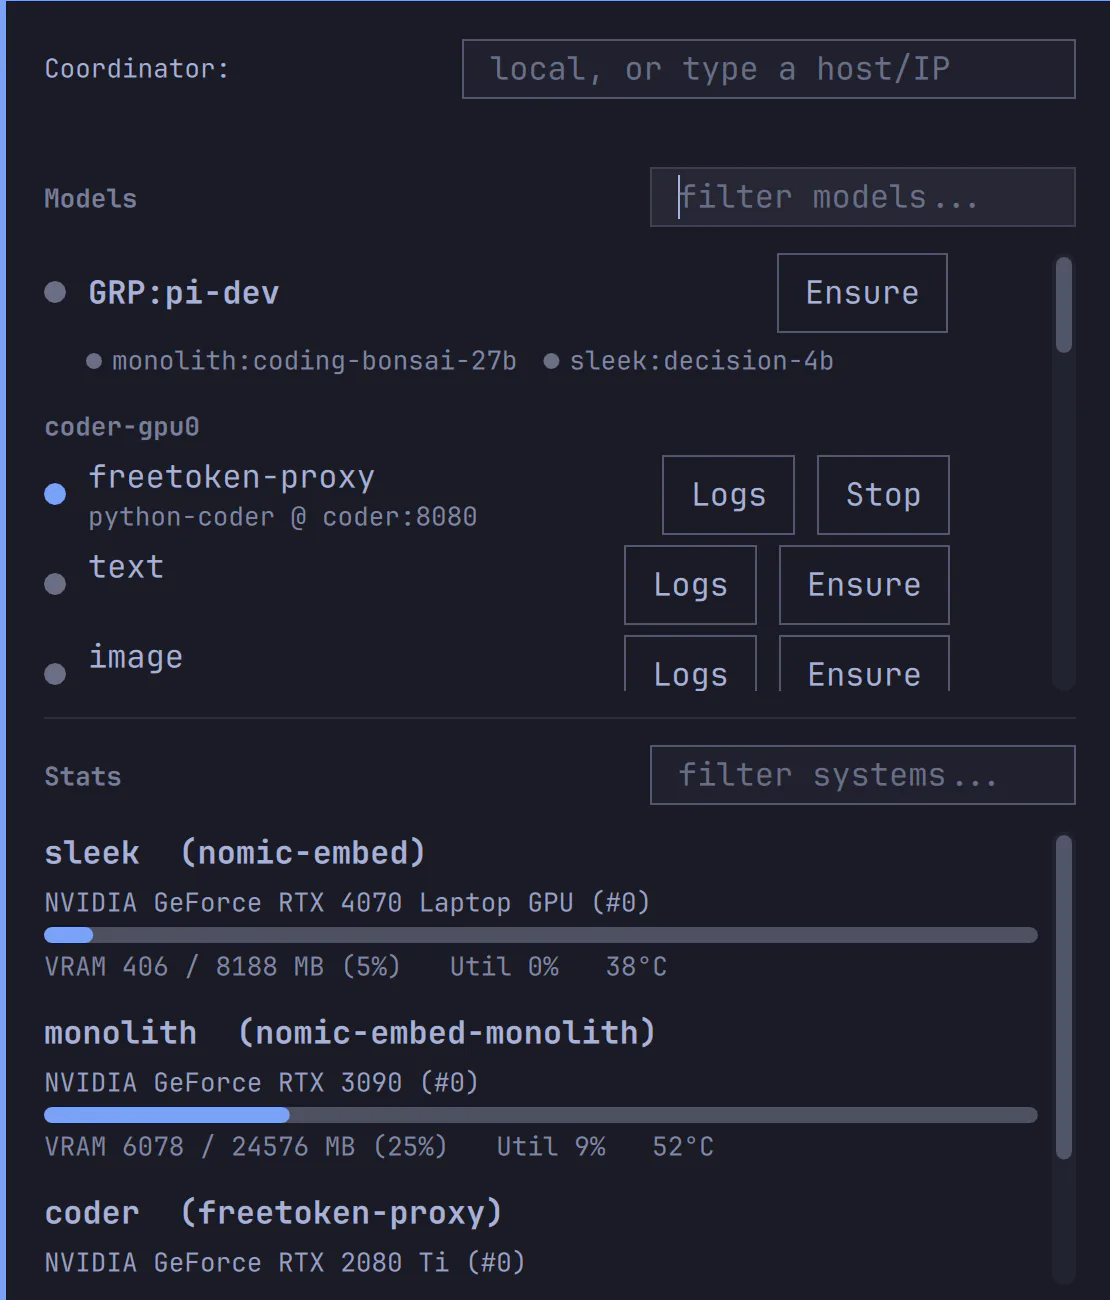 Coordinator: local, or type a host/IP
Models filter models...
GRP:pi-dev Ensure
monolith:coding-bonsai-27b sleek:decision-4b
coder-gpu0
freetoken-proxy Logs Stop
python-coder @ coder:8080
text Logs Ensure
image Logs Ensure
Stats filter systems...
sleek (nomic-embed)
NVIDIA GeForce RTX 4070 Laptop GPU (#0)
VRAM 406 / 8188 MB (5%) Util 0% 38°C
monolith (nomic-embed-monolith)
NVIDIA GeForce RTX 3090 (#0)
VRAM 6078 / 24576 MB (25%) Util 9% 52°C
coder (freetoken-proxy)
NVIDIA GeForce RTX 2080 Ti (#0)